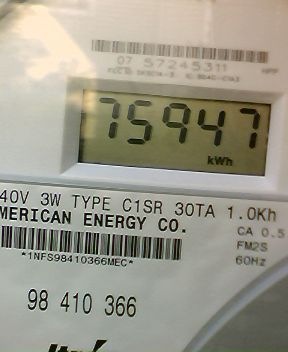 07 57245311
75947
kWh
40V 3W TYPE C1SR 30TA 1.0Kh
MERICAN ENERGY CO.
CA 0.5
FM2S
60Hz
*1NFS98410366MEC*
98 410 366